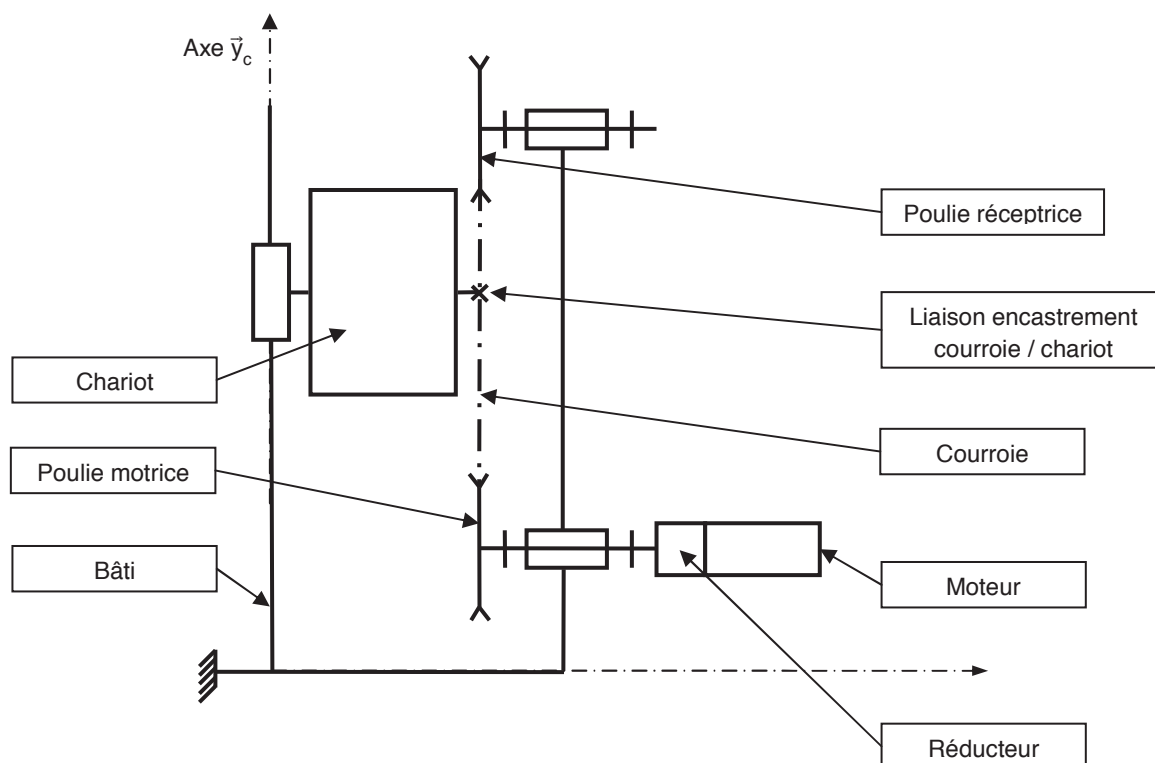 Axe y⃗c
Poulie réceptrice
Liaison encastrement
courroie / chariot
Chariot
Courroie
Poulie motrice
Bâti
Moteur
Réducteur